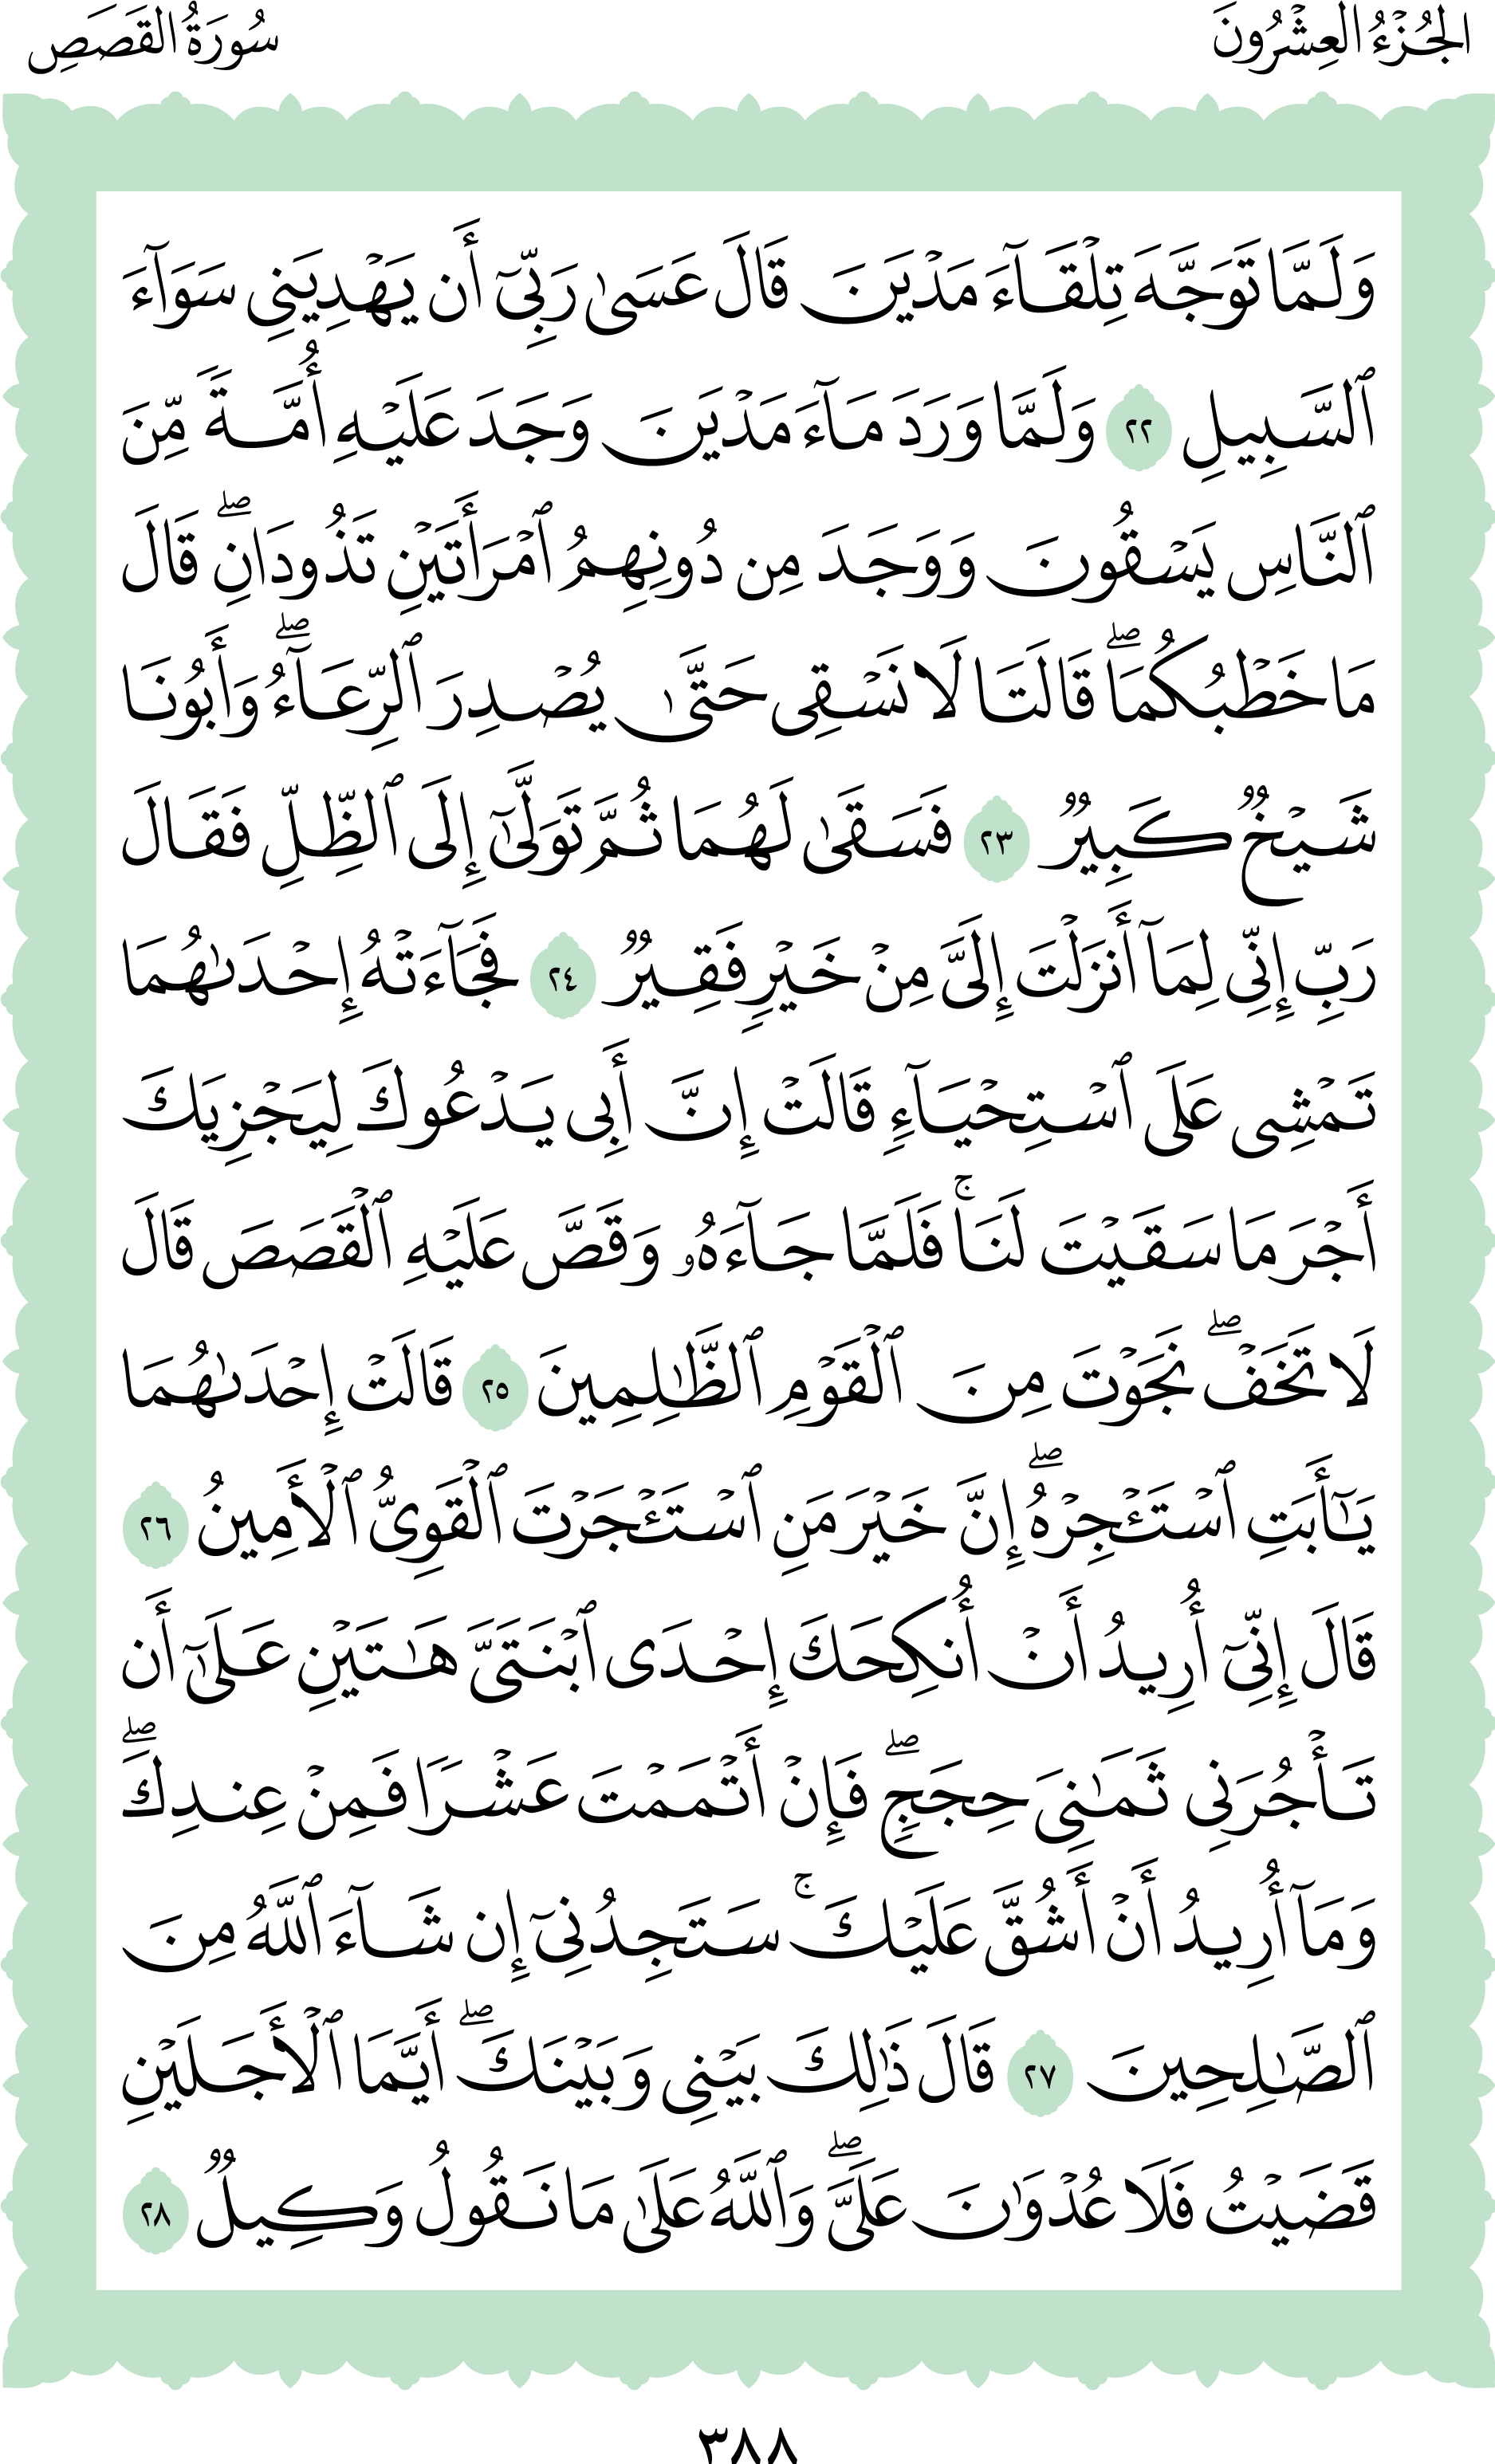 الجُزْءُ العِشْرُونَ
سُورَةُ القَصَصِ
وَلَمَّا تَوَجَّهَ تِلْقَآءَ مَدْيَنَ قَالَ عَسَىٰ رَبِّىٓ أَن يَهْدِيَنِى سَوَآءَ
ٱلسَّبِيلِ ٢٢ وَلَمَّا وَرَدَ مَآءَ مَدْيَنَ وَجَدَ عَلَيْهِ أُمَّةً مِّنَ
ٱلنَّاسِ يَسْقُونَ وَوَجَدَ مِن دُونِهِمُ ٱمْرَأَتَيْنِ تَذُودَانِۖ قَالَ
مَا خَطْبُكُمَاۖ قَالَتَا لَا نَسْقِى حَتَّىٰ يُصْدِرَ ٱلرِّعَآءُۖ وَأَبُونَا
شَيْخٌ كَبِيرٌ ٢٣ فَسَقَىٰ لَهُمَا ثُمَّ تَوَلَّىٰٓ إِلَى ٱلظِّلِّ فَقَالَ
رَبِّ إِنِّى لِمَآ أَنزَلْتَ إِلَىَّ مِنْ خَيْرٍ فَقِيرٌ ٢٤ فَجَآءَتْهُ إِحْدَىٰهُمَا
تَمْشِى عَلَى ٱسْتِحْيَآءٍ قَالَتْ إِنَّ أَبِى يَدْعُوكَ لِيَجْزِيَكَ
أَجْرَ مَا سَقَيْتَ لَنَاۚ فَلَمَّا جَآءَهُۥ وَقَصَّ عَلَيْهِ ٱلْقَصَصَ قَالَ
لَا تَخَفْۖ نَجَوْتَ مِنَ ٱلْقَوْمِ ٱلظَّٰلِمِينَ ٢٥ قَالَتْ إِحْدَىٰهُمَا
يَٰٓأَبَتِ ٱسْتَـْٔجِرْهُۖ إِنَّ خَيْرَ مَنِ ٱسْتَـْٔجَرْتَ ٱلْقَوِىُّ ٱلْأَمِينُ ٢٦
قَالَ إِنِّىٓ أُرِيدُ أَنْ أُنكِحَكَ إِحْدَى ٱبْنَتَىَّ هَٰتَيْنِ عَلَىٰٓ أَن
تَأْجُرَنِى ثَمَٰنِىَ حِجَجٍۖ فَإِنْ أَتْمَمْتَ عَشْرًا فَمِنْ عِندِكَۖ
وَمَآ أُرِيدُ أَنْ أَشُقَّ عَلَيْكَۚ سَتَجِدُنِىٓ إِن شَآءَ ٱللَّهُ مِنَ
ٱلصَّٰلِحِينَ ٢٧ قَالَ ذَٰلِكَ بَيْنِى وَبَيْنَكَۖ أَيَّمَا ٱلْأَجَلَيْنِ
قَضَيْتُ فَلَا عُدْوَٰنَ عَلَىَّۖ وَٱللَّهُ عَلَىٰ مَا نَقُولُ وَكِيلٌ ٢٨
٣٨٨